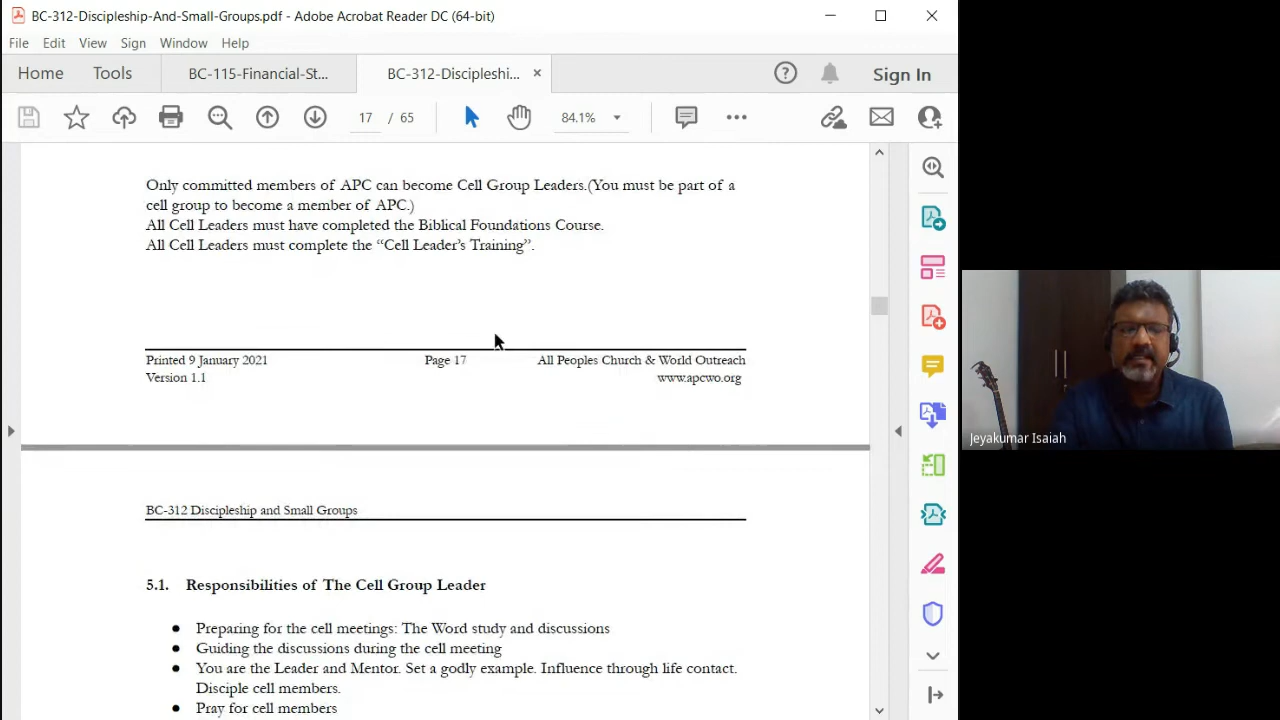 BC-312-Discipleship-And-Small-Groups.pdf - Adobe Acrobat Reader DC (64-bit)
File Edit View Sign Window Help
Home Tools BC-115-Financial-St... BC-312-Discipleshi... Sign In
17 / 65 84.1%
Only committed members of APC can become Cell Group Leaders.(You must be part of a
cell group to become a member of APC.)
All Cell Leaders must have completed the Biblical Foundations Course.
All Cell Leaders must complete the “Cell Leader’s Training”.
Printed 9 January 2021 Page 17 All Peoples Church & World Outreach
Version 1.1 www.apcwo.org
BC-312 Discipleship and Small Groups
5.1. Responsibilities of The Cell Group Leader
● Preparing for the cell meetings: The Word study and discussions
● Guiding the discussions during the cell meeting
● You are the Leader and Mentor. Set a godly example. Influence through life contact.
Disciple cell members.
● Pray for cell members
Jeyakumar Isaiah